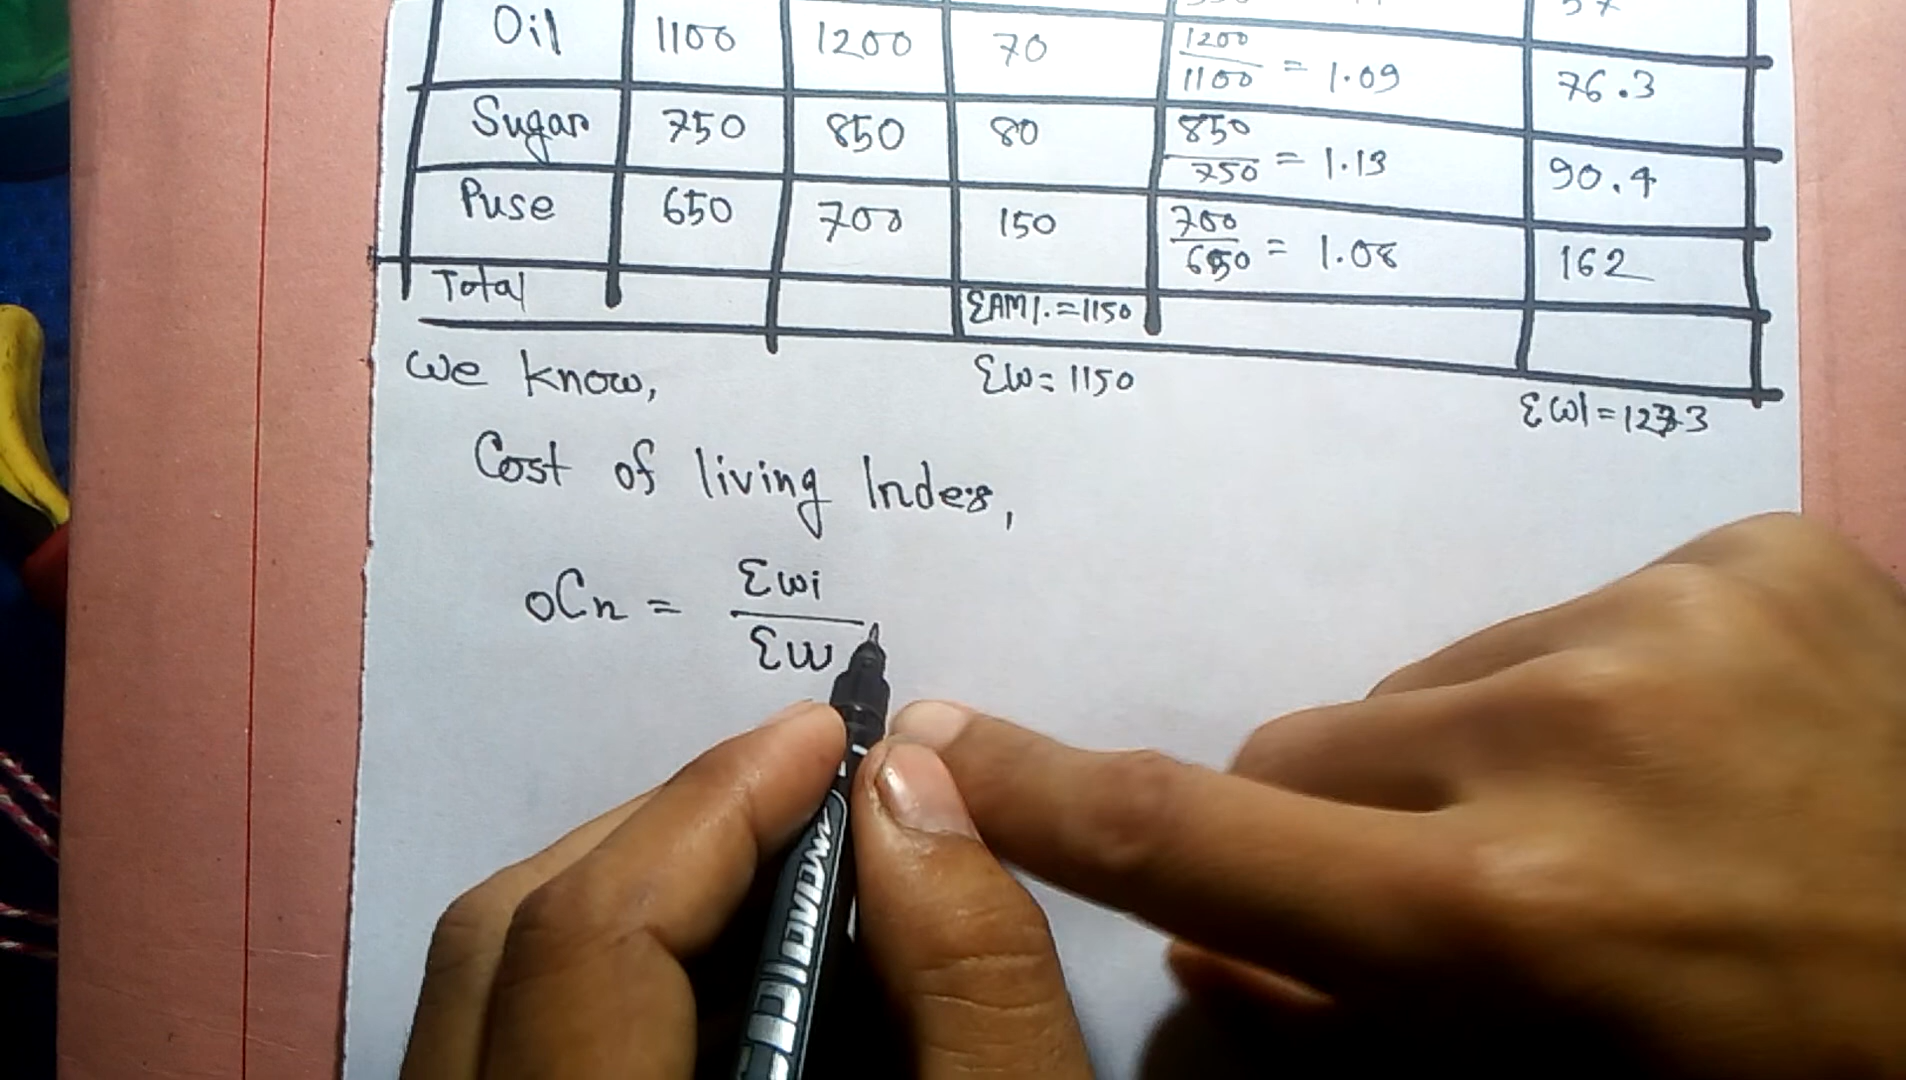 Oil 1100 1200 70 1200/1100 = 1.09 76.3
Sugar 750 850 80 850/750 = 1.13 90.4
Puse 650 700 150 700/650 = 1.08 162
Total ΣAM/.=1150
We know, Σw=1150
Σw1=1233
Cost of living Index,
oCn = Σwi/Σw